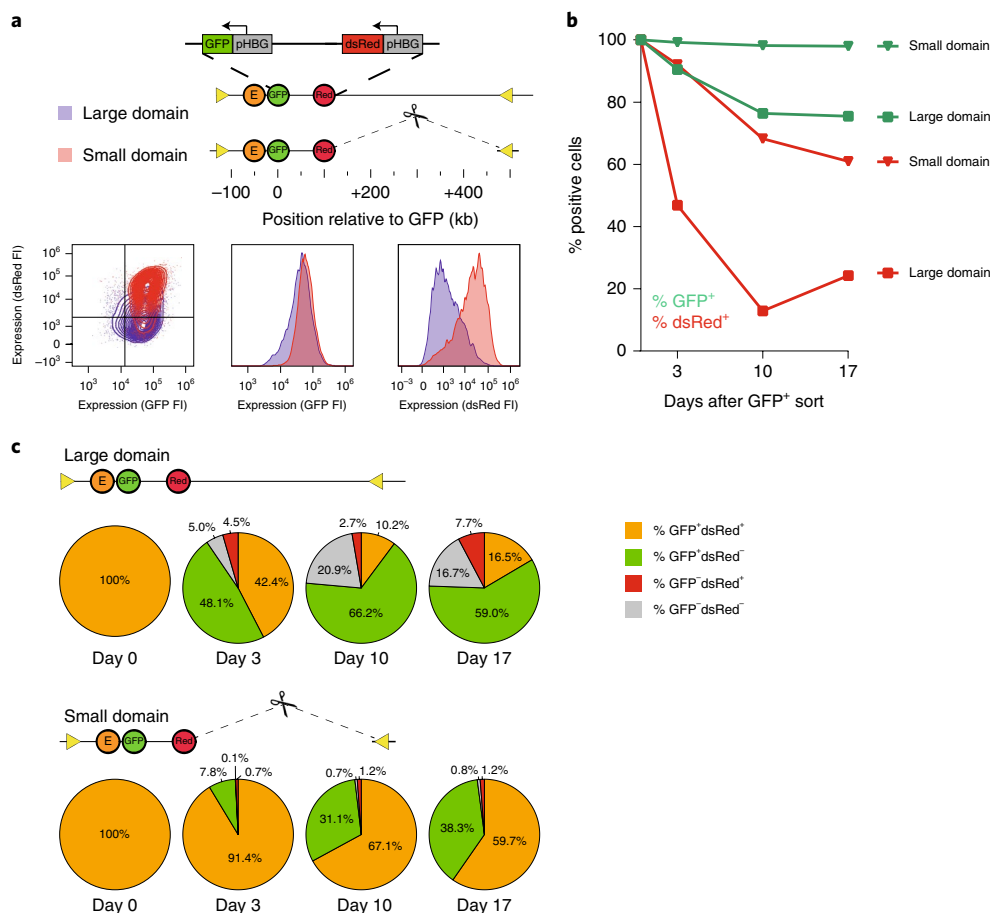 a
GFP pHBG dsRed pHBG
E GFP Red
Large domain
Small domain
E GFP Red
−100 0 +200 +400
Position relative to GFP (kb)
Expression (dsRed FI)
10⁶
10⁵
10⁴
10³
0
−10³
10³ 10⁴ 10⁵ 10⁶
Expression (GFP FI)
10³ 10⁴ 10⁵ 10⁶
Expression (GFP FI)
−10⁻³ 0 10³ 10⁴ 10⁵ 10⁶
Expression (dsRed FI)
b
% positive cells
100
80
60
40
20
0
3 10 17
Days after GFP⁺ sort
% GFP⁺
% dsRed⁺
Small domain
Large domain
Small domain
Large domain
c
Large domain
E GFP Red
100%
Day 0
5.0% 4.5%
42.4%
48.1%
Day 3
2.7% 10.2%
20.9%
66.2%
Day 10
7.7%
16.5%
16.7%
59.0%
Day 17
% GFP⁺dsRed⁺
% GFP⁺dsRed⁻
% GFP⁻dsRed⁺
% GFP⁻dsRed⁻
Small domain
E GFP Red
100%
Day 0
0.1%
7.8% 0.7%
91.4%
Day 3
0.7% 1.2%
31.1%
67.1%
Day 10
0.8% 1.2%
38.3%
59.7%
Day 17